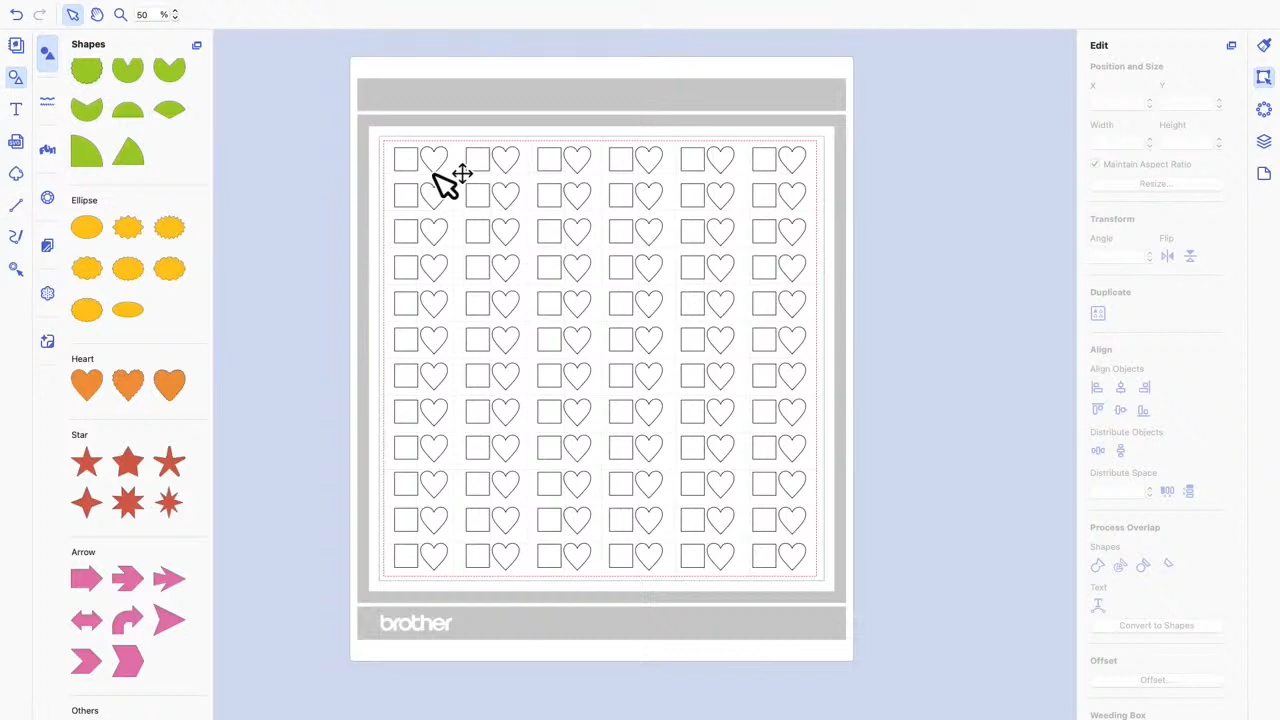 50 %
Shapes
Edit
Position and Size
X Y
Width Height
Maintain Aspect Ratio
Resize...
Ellipse
Transform
Angle Flip
Duplicate
Heart
Align
Align Objects
Star
Distribute Objects
Distribute Space
Process Overlap
Arrow
Shapes
Text
brother
Convert to Shapes
Offset
Offset...
Others
Weeding Box